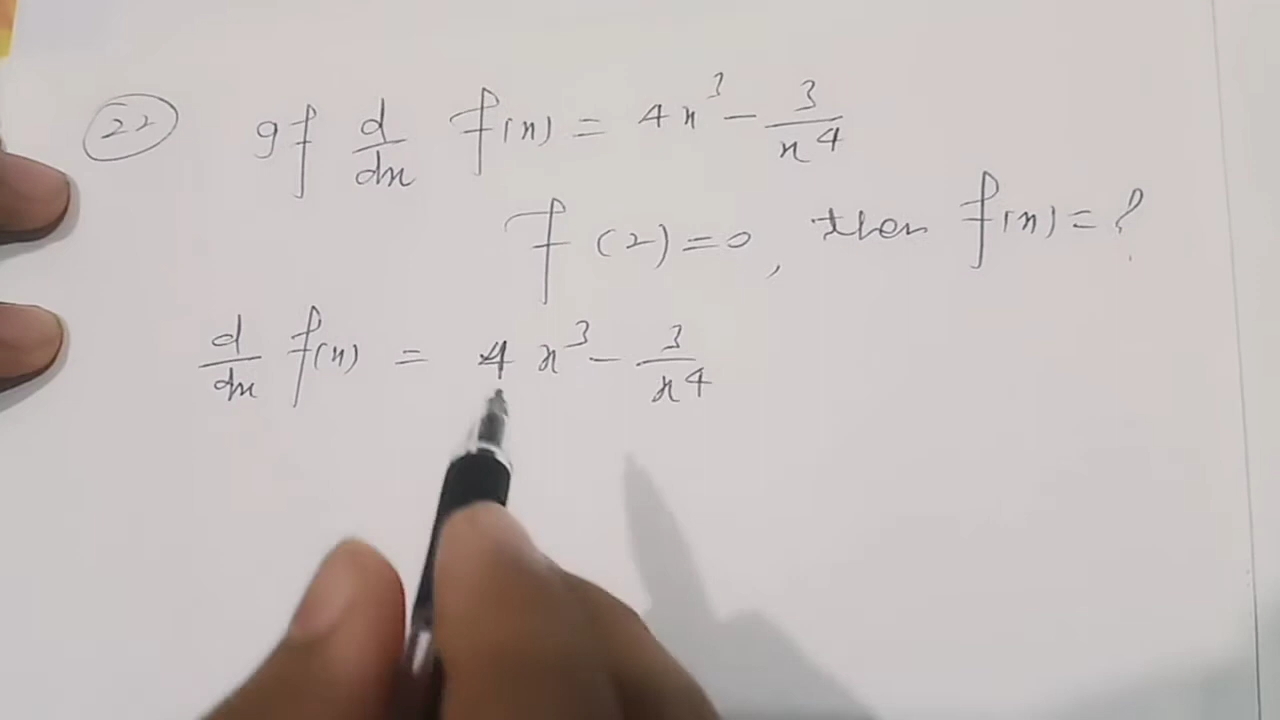 22 If d/dx f(x) = 4x³ - 3/x⁴
f(2) = 0, then f(x) = ?
d/dx f(x) = 4x³ - 3/x⁴